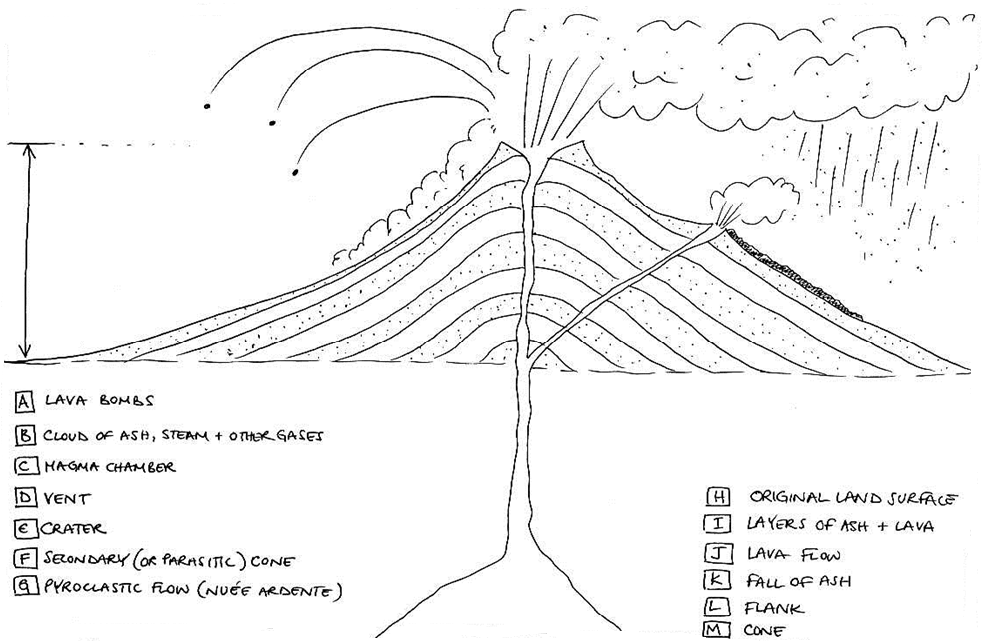 A LAVA BOMBS
B CLOUD OF ASH, STEAM + OTHER GASES
C MAGMA CHAMBER
D VENT
E CRATER
F SECONDARY (OR PARASITIC) CONE
G PYROCLASTIC FLOW (NUÉE ARDENTE)
H ORIGINAL LAND SURFACE
I LAYERS OF ASH + LAVA
J LAVA FLOW
K FALL OF ASH
L FLANK
M CONE